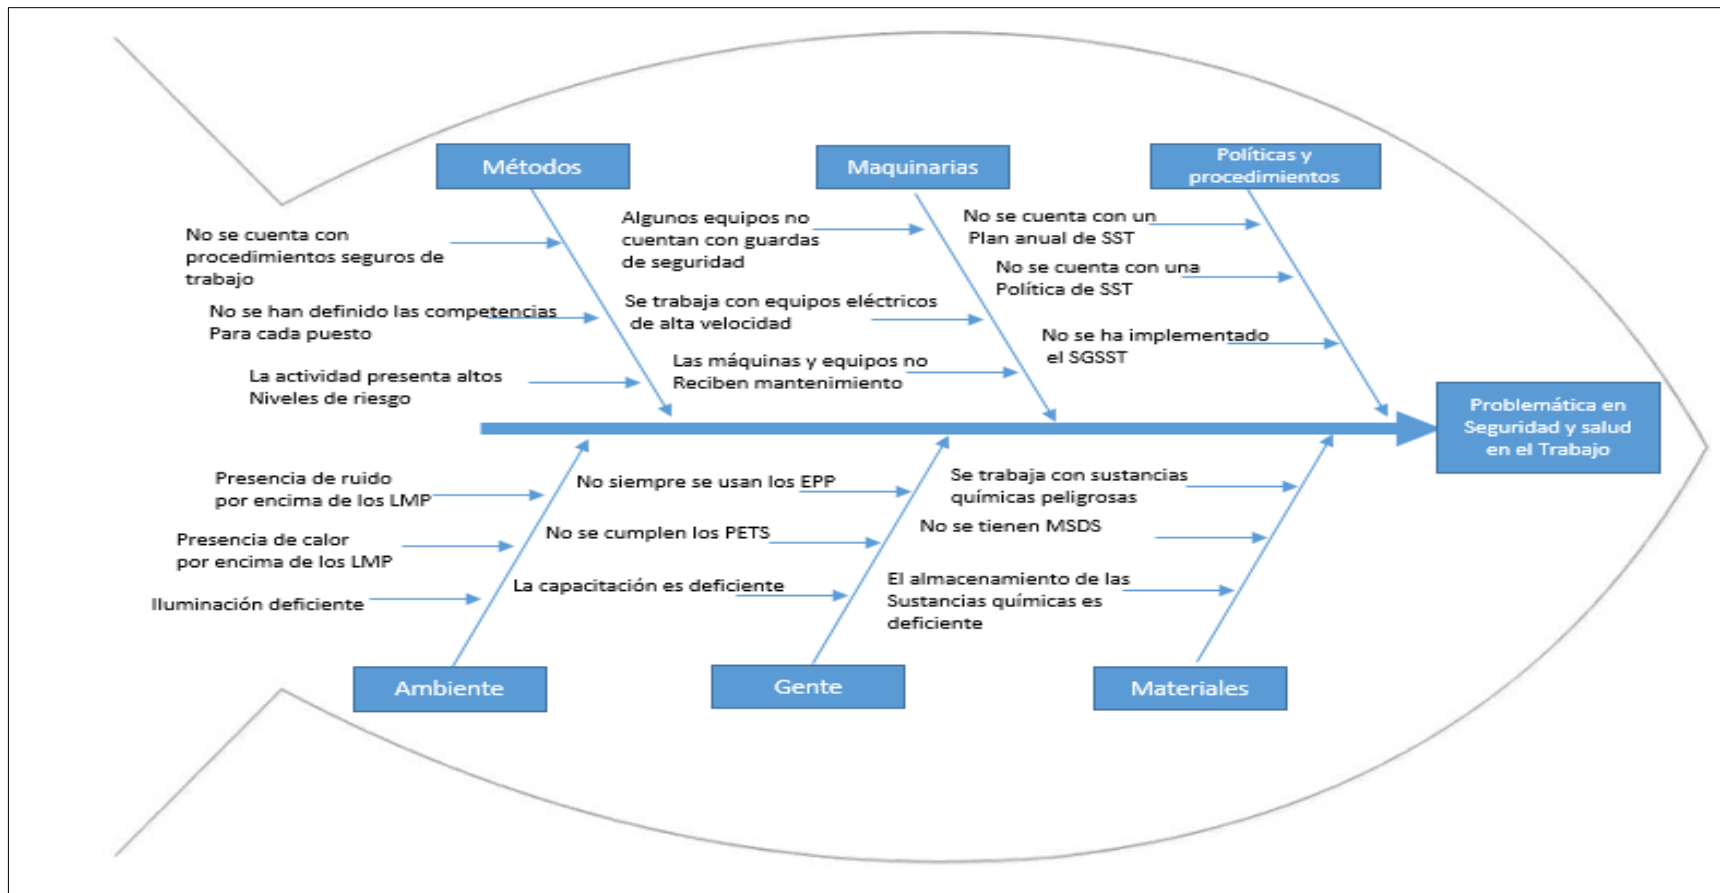 Métodos
Maquinarias
Políticas y
procedimientos
No se cuenta con
procedimientos seguros de
trabajo
No se han definido las competencias
Para cada puesto
La actividad presenta altos
Niveles de riesgo
Algunos equipos no
cuentan con guardas
de seguridad
Se trabaja con equipos eléctricos
de alta velocidad
Las máquinas y equipos no
Reciben mantenimiento
No se cuenta con un
Plan anual de SST
No se cuenta con una
Política de SST
No se ha implementado
el SGSST
Problemática en
Seguridad y salud
en el Trabajo
Presencia de ruido
por encima de los LMP
Presencia de calor
por encima de los LMP
Iluminación deficiente
No siempre se usan los EPP
No se cumplen los PETS
La capacitación es deficiente
Se trabaja con sustancias
químicas peligrosas
No se tienen MSDS
El almacenamiento de las
Sustancias químicas es
deficiente
Ambiente
Gente
Materiales